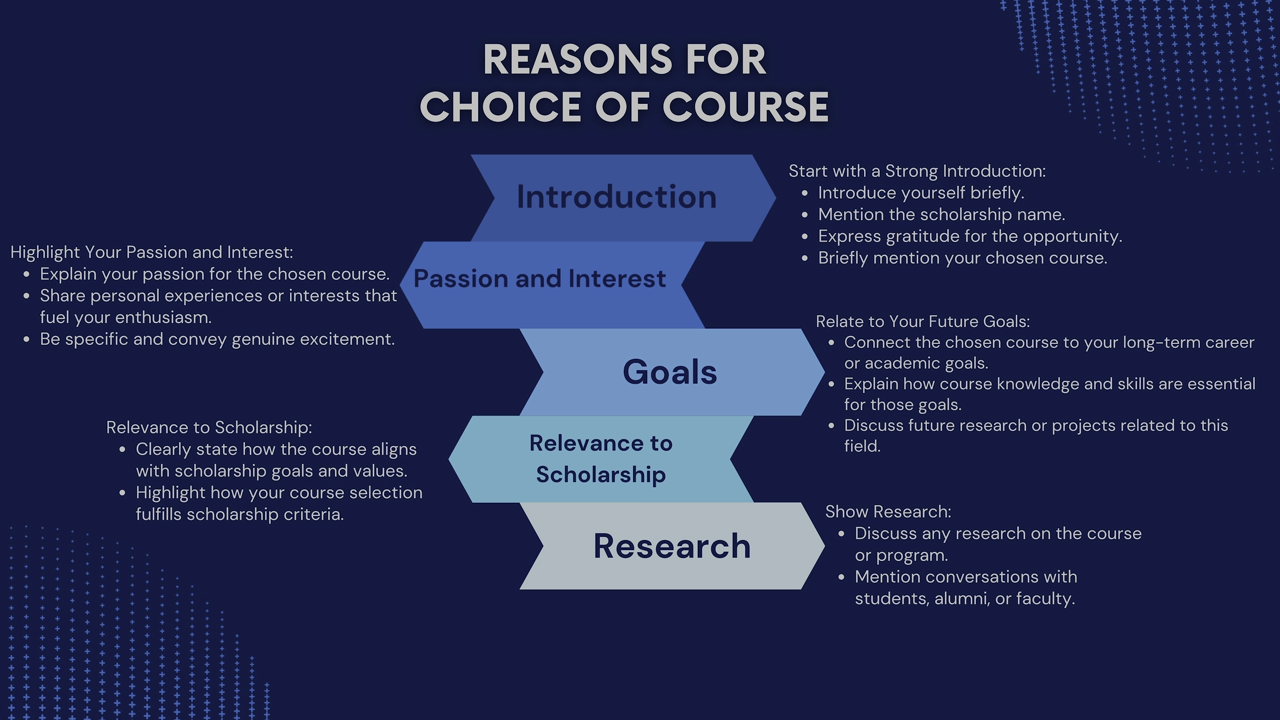 REASONS FOR
CHOICE OF COURSE
Introduction
Start with a Strong Introduction:
• Introduce yourself briefly.
• Mention the scholarship name.
• Express gratitude for the opportunity.
• Briefly mention your chosen course.
Passion and Interest
Highlight Your Passion and Interest:
• Explain your passion for the chosen course.
• Share personal experiences or interests that
fuel your enthusiasm.
• Be specific and convey genuine excitement.
Goals
Relate to Your Future Goals:
• Connect the chosen course to your long-term career
or academic goals.
• Explain how course knowledge and skills are essential
for those goals.
• Discuss future research or projects related to this
field.
Relevance to
Scholarship
Relevance to Scholarship:
• Clearly state how the course aligns
with scholarship goals and values.
• Highlight how your course selection
fulfills scholarship criteria.
Research
Show Research:
• Discuss any research on the course
or program.
• Mention conversations with
students, alumni, or faculty.